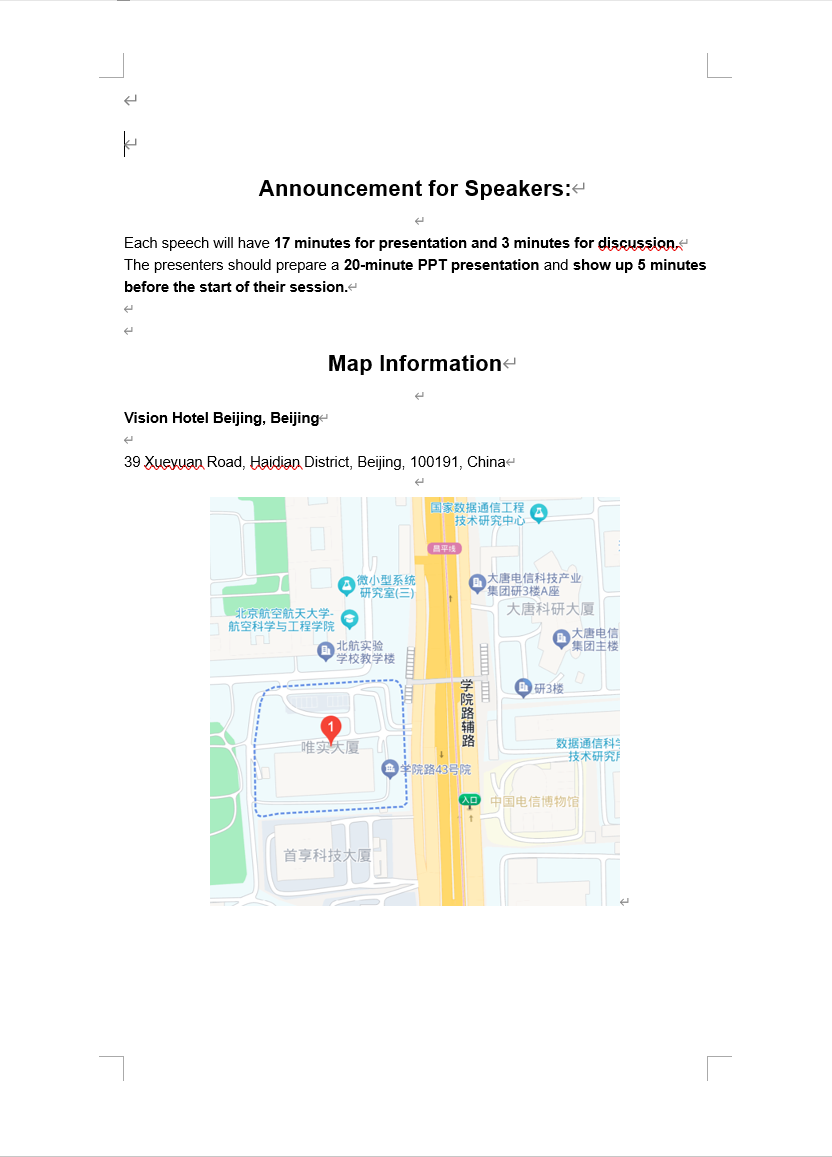 Announcement for Speakers:
Each speech will have 17 minutes for presentation and 3 minutes for discussion.
The presenters should prepare a 20-minute PPT presentation and show up 5 minutes
before the start of their session.
Map Information
Vision Hotel Beijing, Beijing
39 Xueyuan Road, Haidian District, Beijing, 100191, China
国家数据通信工程
技术研究中心
昌平线
微小型系统
研究室(三)
大唐电信科技产业
集团研3楼A座
大唐科研大厦
北京航空航天大学-
航空科学与工程学院
大唐电信
集团主楼
北航实验
学校教学楼
研3楼
学院路辅路
1
唯实大厦
数据通信科学
技术研究所
学院路43号院
入口
中国电信博物馆
首享科技大厦